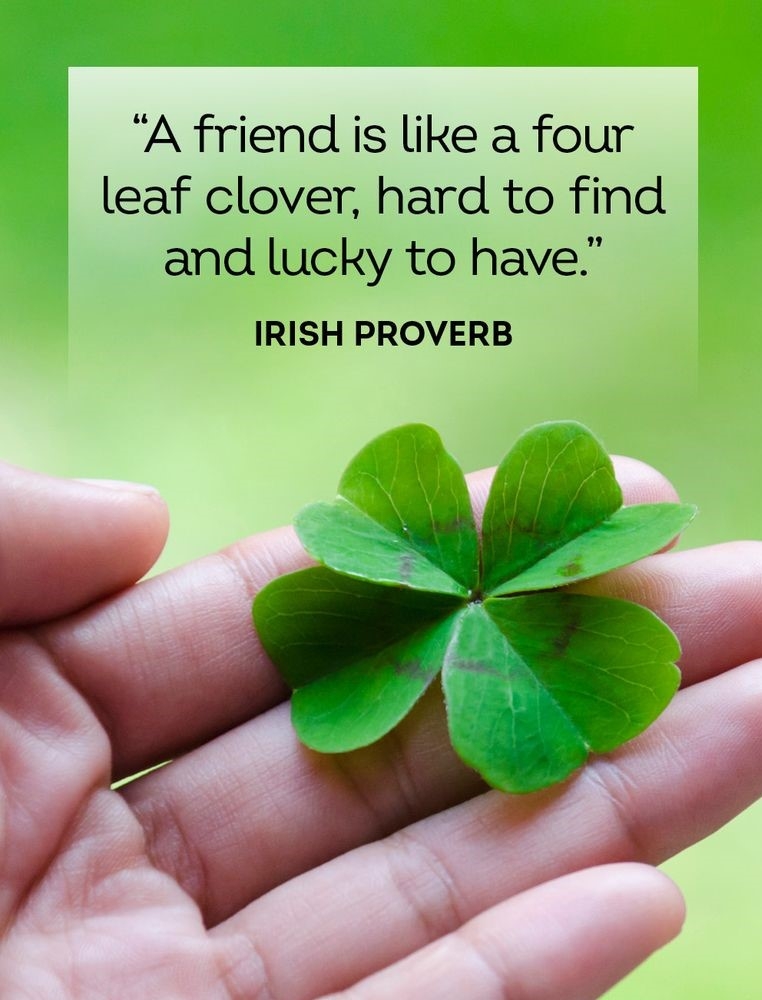 “A friend is like a four
leaf clover, hard to find
and lucky to have.”
IRISH PROVERB